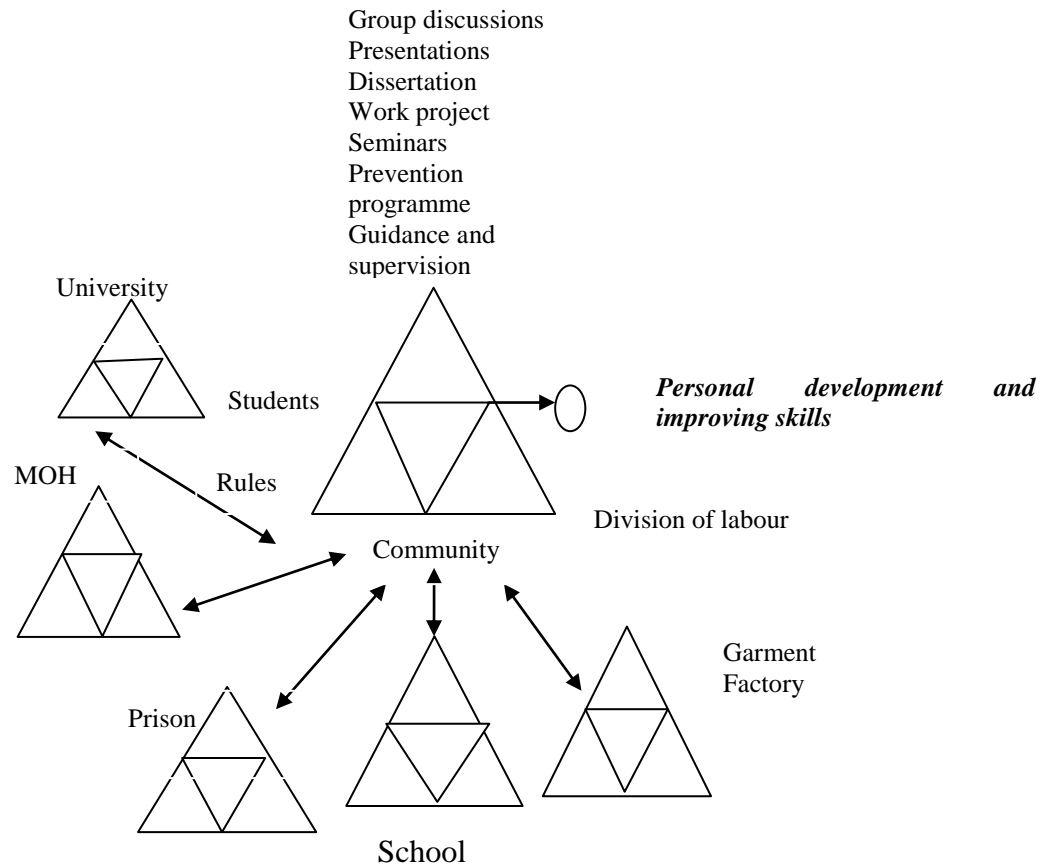 Group discussions
Presentations
Dissertation
Work project
Seminars
Prevention
programme
Guidance and
supervision
University
Students
Personal development and
improving skills
MOH
Rules
Division of labour
Community
Garment
Factory
Prison
School